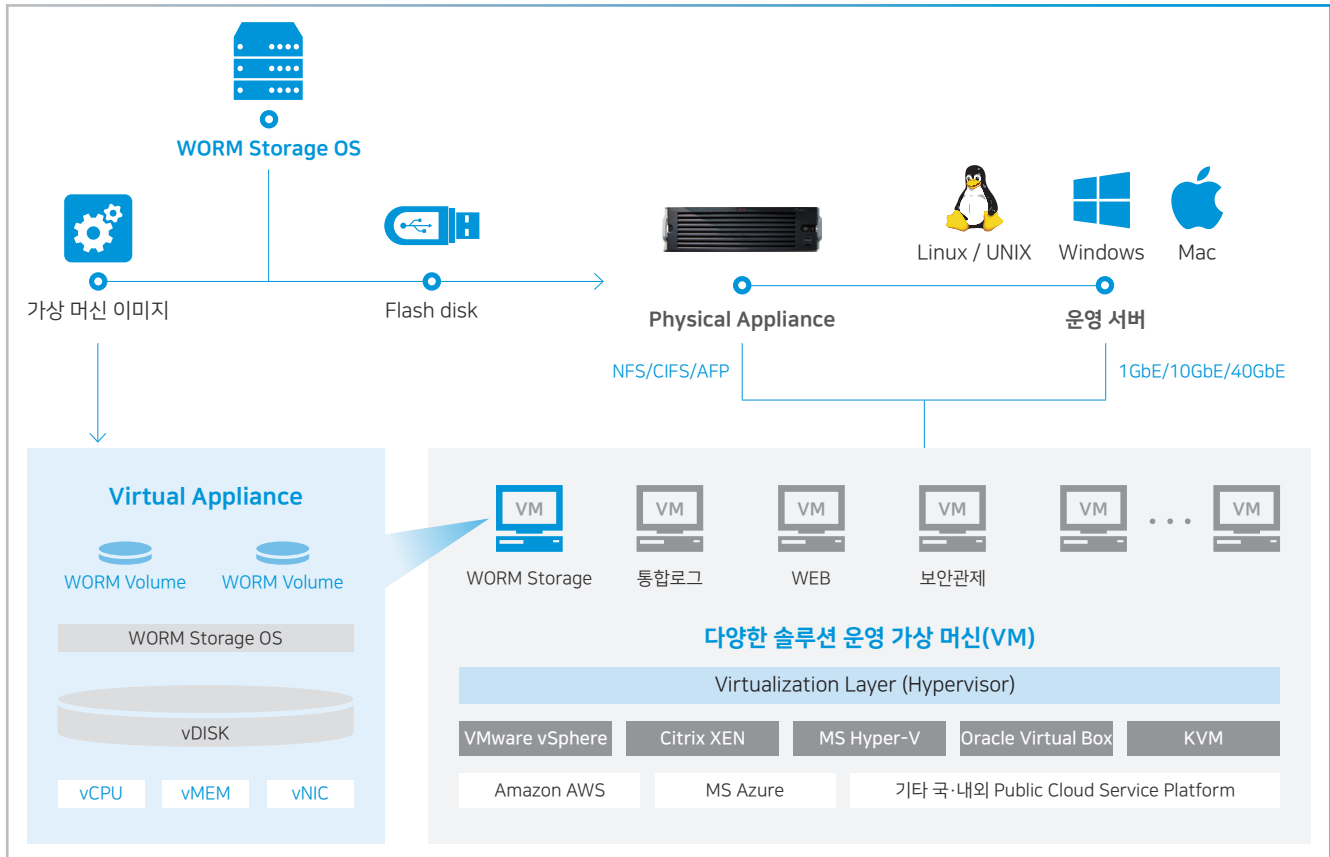 WORM Storage OS
Linux / UNIX
Windows
Mac
가상 머신 이미지
Flash disk
Physical Appliance
운영 서버
NFS/CIFS/AFP
1GbE/10GbE/40GbE
Virtual Appliance
WORM Volume
WORM Volume
WORM Storage OS
vDISK
vCPU
vMEM
vNIC
VM
VM
VM
VM
VM
...
VM
WORM Storage
통합로그
WEB
보안관제
다양한 솔루션 운영 가상 머신(VM)
Virtualization Layer (Hypervisor)
VMware vSphere
Citrix XEN
MS Hyper-V
Oracle Virtual Box
KVM
Amazon AWS
MS Azure
기타 국·내외 Public Cloud Service Platform